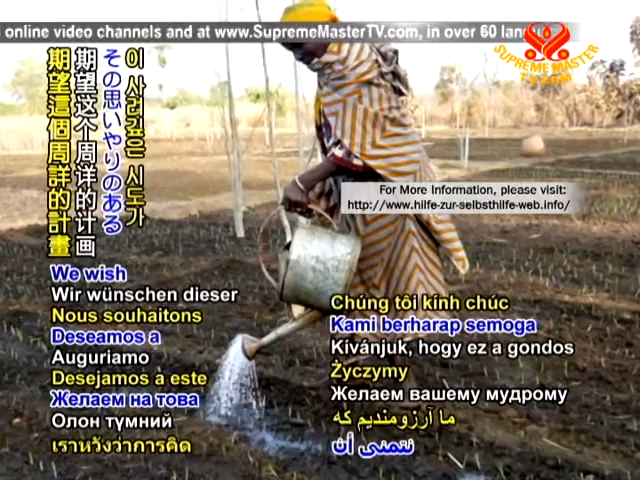 online video channels and at www.SupremeMasterTV.com, in over 60 lang
SUPREME MASTER
TV.COM
期望這個周詳的計畫
期望这个周详的计画
その思いやりのある
이 사려깊은 시도가
For More Information, please visit:
http://www.hilfe-zur-selbsthilfe-web.info/
We wish
Wir wünschen dieser
Nous souhaitons
Deseamos a
Auguriamo
Desejamos a este
Желаем на това
Олон түмний
เราหวังว่าการคิด
Chúng tôi kính chúc
Kami berharap semoga
Kívánjuk, hogy ez a gondos
Życzymy
Желаем вашему мудрому
ما آرزومندیم که
نتمنى أن